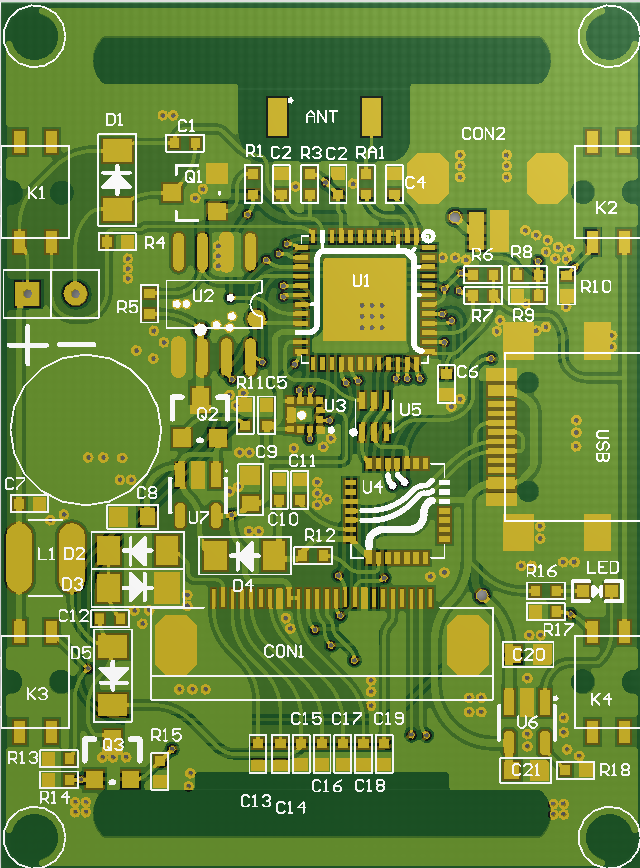 ANT
D1
C1
CON2
R1 C2 R3 C2 RA1
Q1
C4
K1
K2
R4
R6 R8
U1
R10
U2
R5
R7 R9
+ −
C6
R11 C5
U3
U5
Q2
USB
C9
C11
C7
C8
U4
U7
C10
R12
L1 D2
D3
D4
R16 LED
C12
R17
D5
CON1
C20
K3
K4
C15 C17 C19
U6
Q3
R15
R13
C21
R18
R14
C16 C18
C13 C14